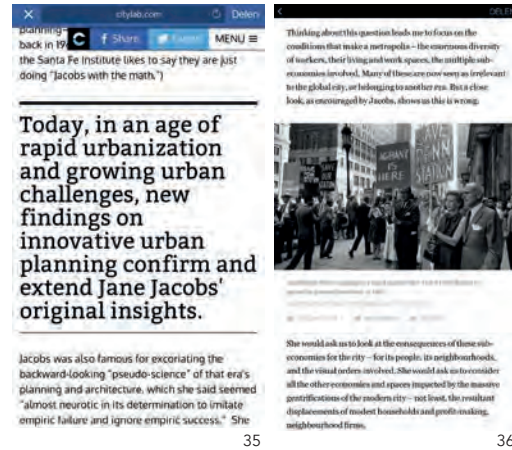 citylab.com
Delen
planning-
back in 19
Share
MENU
the Santa Fe Institute likes to say they are just
doing "Jacobs with the math.")
Today, in an age of
rapid urbanization
and growing urban
challenges, new
findings on
innovative urban
planning confirm and
extend Jane Jacobs'
original insights.
Jacobs was also famous for excoriating the
backward-looking "pseudo-science" of that era's
planning and architecture, which she said seemed
"almost neurotic in its determination to imitate
empiric failure and ignore empiric success." She
35
DELEN
Thinking about this question leads me to focus on the
conditions that make a metropolis – the enormous diversity
of workers, their living and work spaces, the multiple sub-
economies involved. Many of these are now seen as irrelevant
to the global city, or belonging to another era. But a close
look, as encouraged by Jacobs, shows us this is wrong.
SAVE
PENN
STATION
She would ask us to look at the consequences of these sub-
economies for the city – for its people, its neighbourhoods,
and the visual orders involved. She would ask us to consider
all the other economies and spaces impacted by the massive
gentrifications of the modern city – not least, the resultant
displacements of modest households and profit-making,
neighbourhood firms.
36